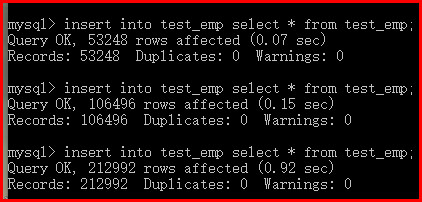 mysql> insert into test_emp select * from test_emp;
Query OK, 53248 rows affected (0.07 sec)
Records: 53248  Duplicates: 0  Warnings: 0
mysql> insert into test_emp select * from test_emp;
Query OK, 106496 rows affected (0.15 sec)
Records: 106496  Duplicates: 0  Warnings: 0
mysql> insert into test_emp select * from test_emp;
Query OK, 212992 rows affected (0.92 sec)
Records: 212992  Duplicates: 0  Warnings: 0